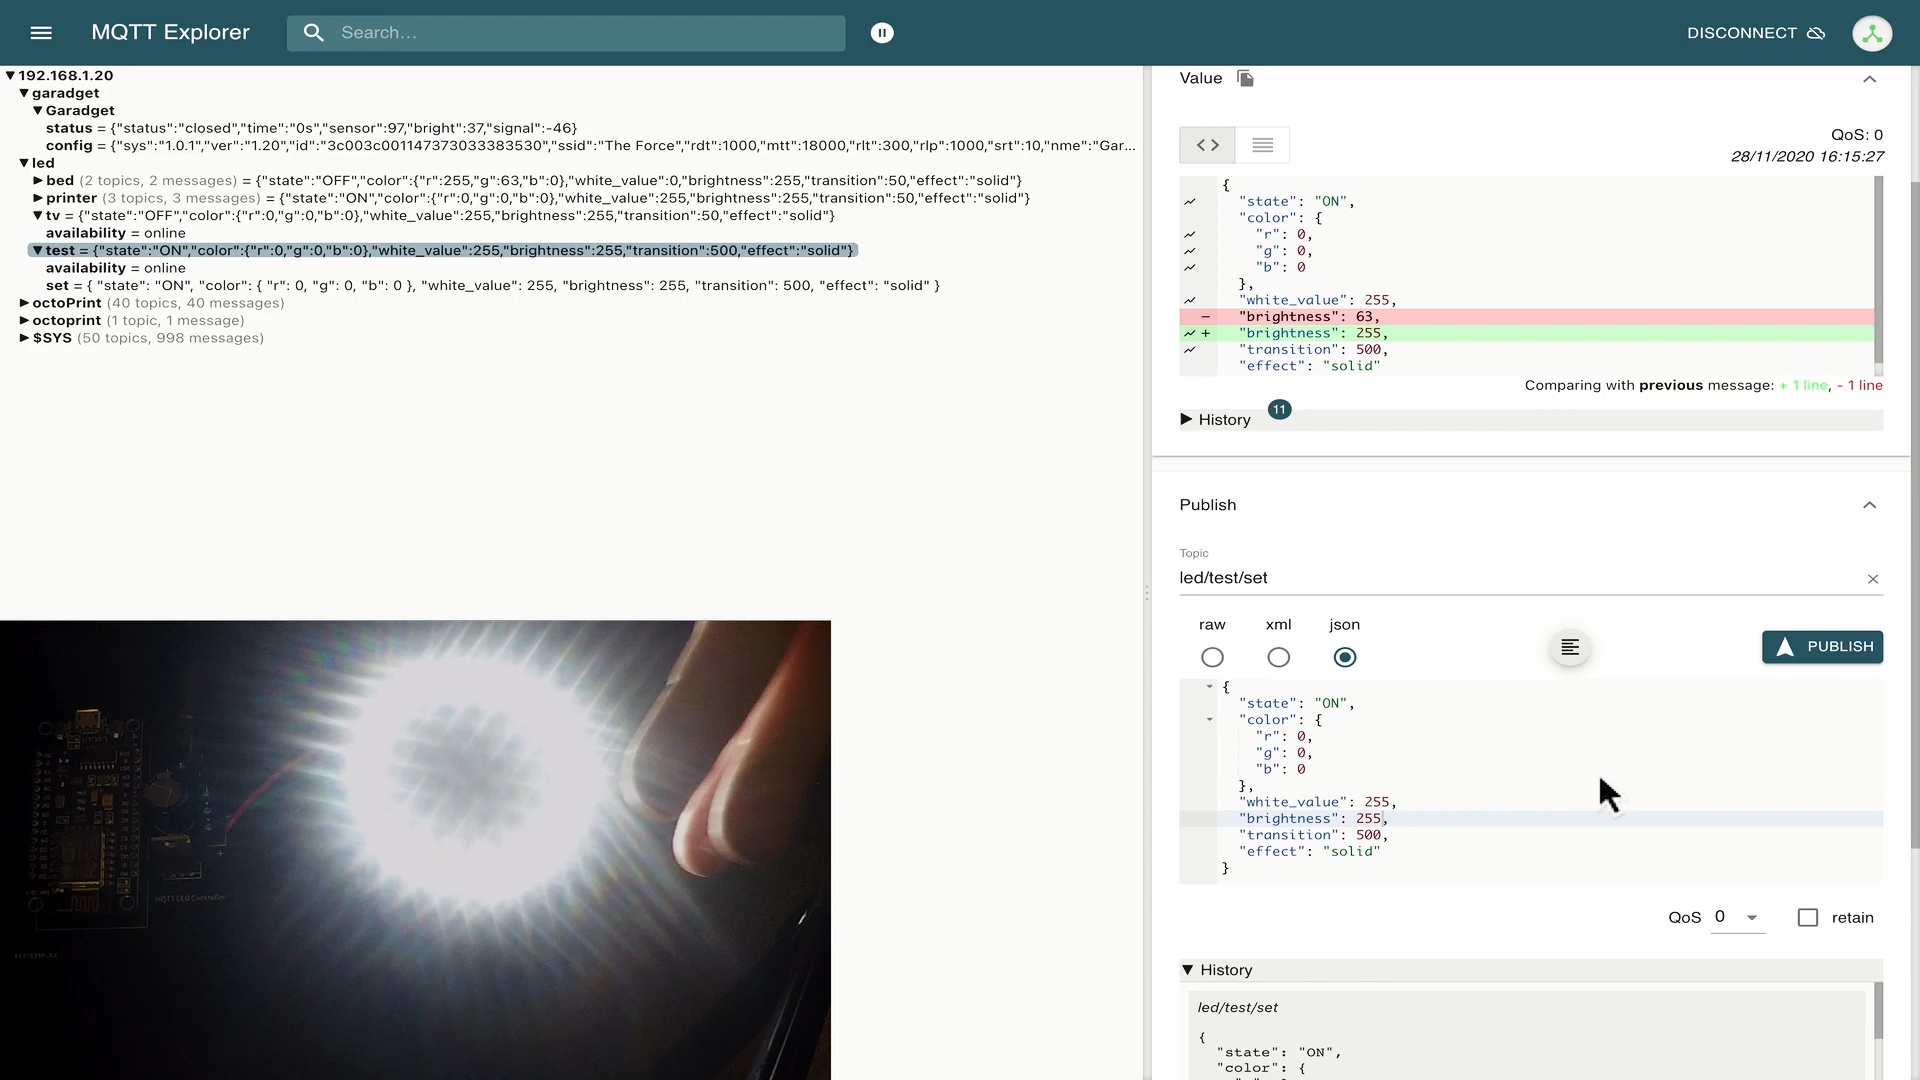 MQTT Explorer
Search...
DISCONNECT
192.168.1.20
garadget
Garadget
status = {"status":"closed","time":"0s","sensor":97,"bright":37,"signal":-46}
config = {"sys":"1.0.1","ver":"1.20","id":"3c003c001147373033383530","ssid":"The Force","rdt":1000,"mtt":18000,"rlt":300,"rlp":1000,"srt":10,"nme":"Gar...
led
bed (2 topics, 2 messages) = {"state":"OFF","color":{"r":255,"g":63,"b":0},"white_value":0,"brightness":255,"transition":50,"effect":"solid"}
printer (3 topics, 3 messages) = {"state":"ON","color":{"r":0,"g":0,"b":0},"white_value":255,"brightness":255,"transition":50,"effect":"solid"}
tv = {"state":"OFF","color":{"r":0,"g":0,"b":0},"white_value":255,"brightness":255,"transition":50,"effect":"solid"}
availability = online
test = {"state":"ON","color":{"r":0,"g":0,"b":0},"white_value":255,"brightness":255,"transition":500,"effect":"solid"}
availability = online
set = { "state": "ON", "color": { "r": 0, "g": 0, "b": 0 }, "white_value": 255, "brightness": 255, "transition": 500, "effect": "solid" }
octoPrint (40 topics, 40 messages)
octoprint (1 topic, 1 message)
$SYS (50 topics, 998 messages)
MQTT LED Controller
Value
QoS: 0
28/11/2020 16:15:27
{
"state": "ON",
"color": {
"r": 0,
"g": 0,
"b": 0
},
"white_value": 255,
- "brightness": 63,
+ "brightness": 255,
"transition": 500,
"effect": "solid"
Comparing with previous message: + 1 line, - 1 line
History 11
Publish
Topic
led/test/set
raw xml json
PUBLISH
{
"state": "ON",
"color": {
"r": 0,
"g": 0,
"b": 0
},
"white_value": 255,
"brightness": 255,
"transition": 500,
"effect": "solid"
}
QoS 0 retain
History
led/test/set
{
"state": "ON",
"color": {